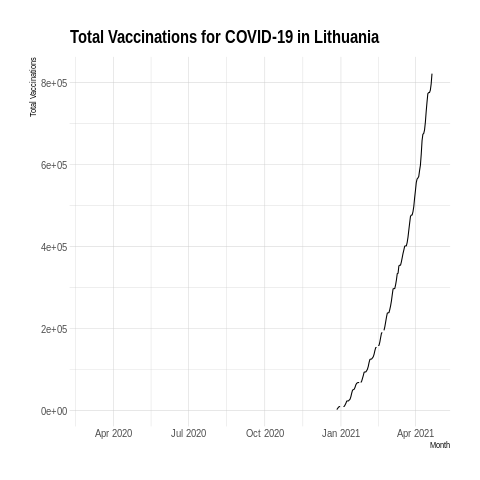 Total Vaccinations for COVID-19 in Lithuania
Total Vaccinations
8e+05
6e+05
4e+05
2e+05
0e+00
Apr 2020 Jul 2020 Oct 2020 Jan 2021 Apr 2021
Month